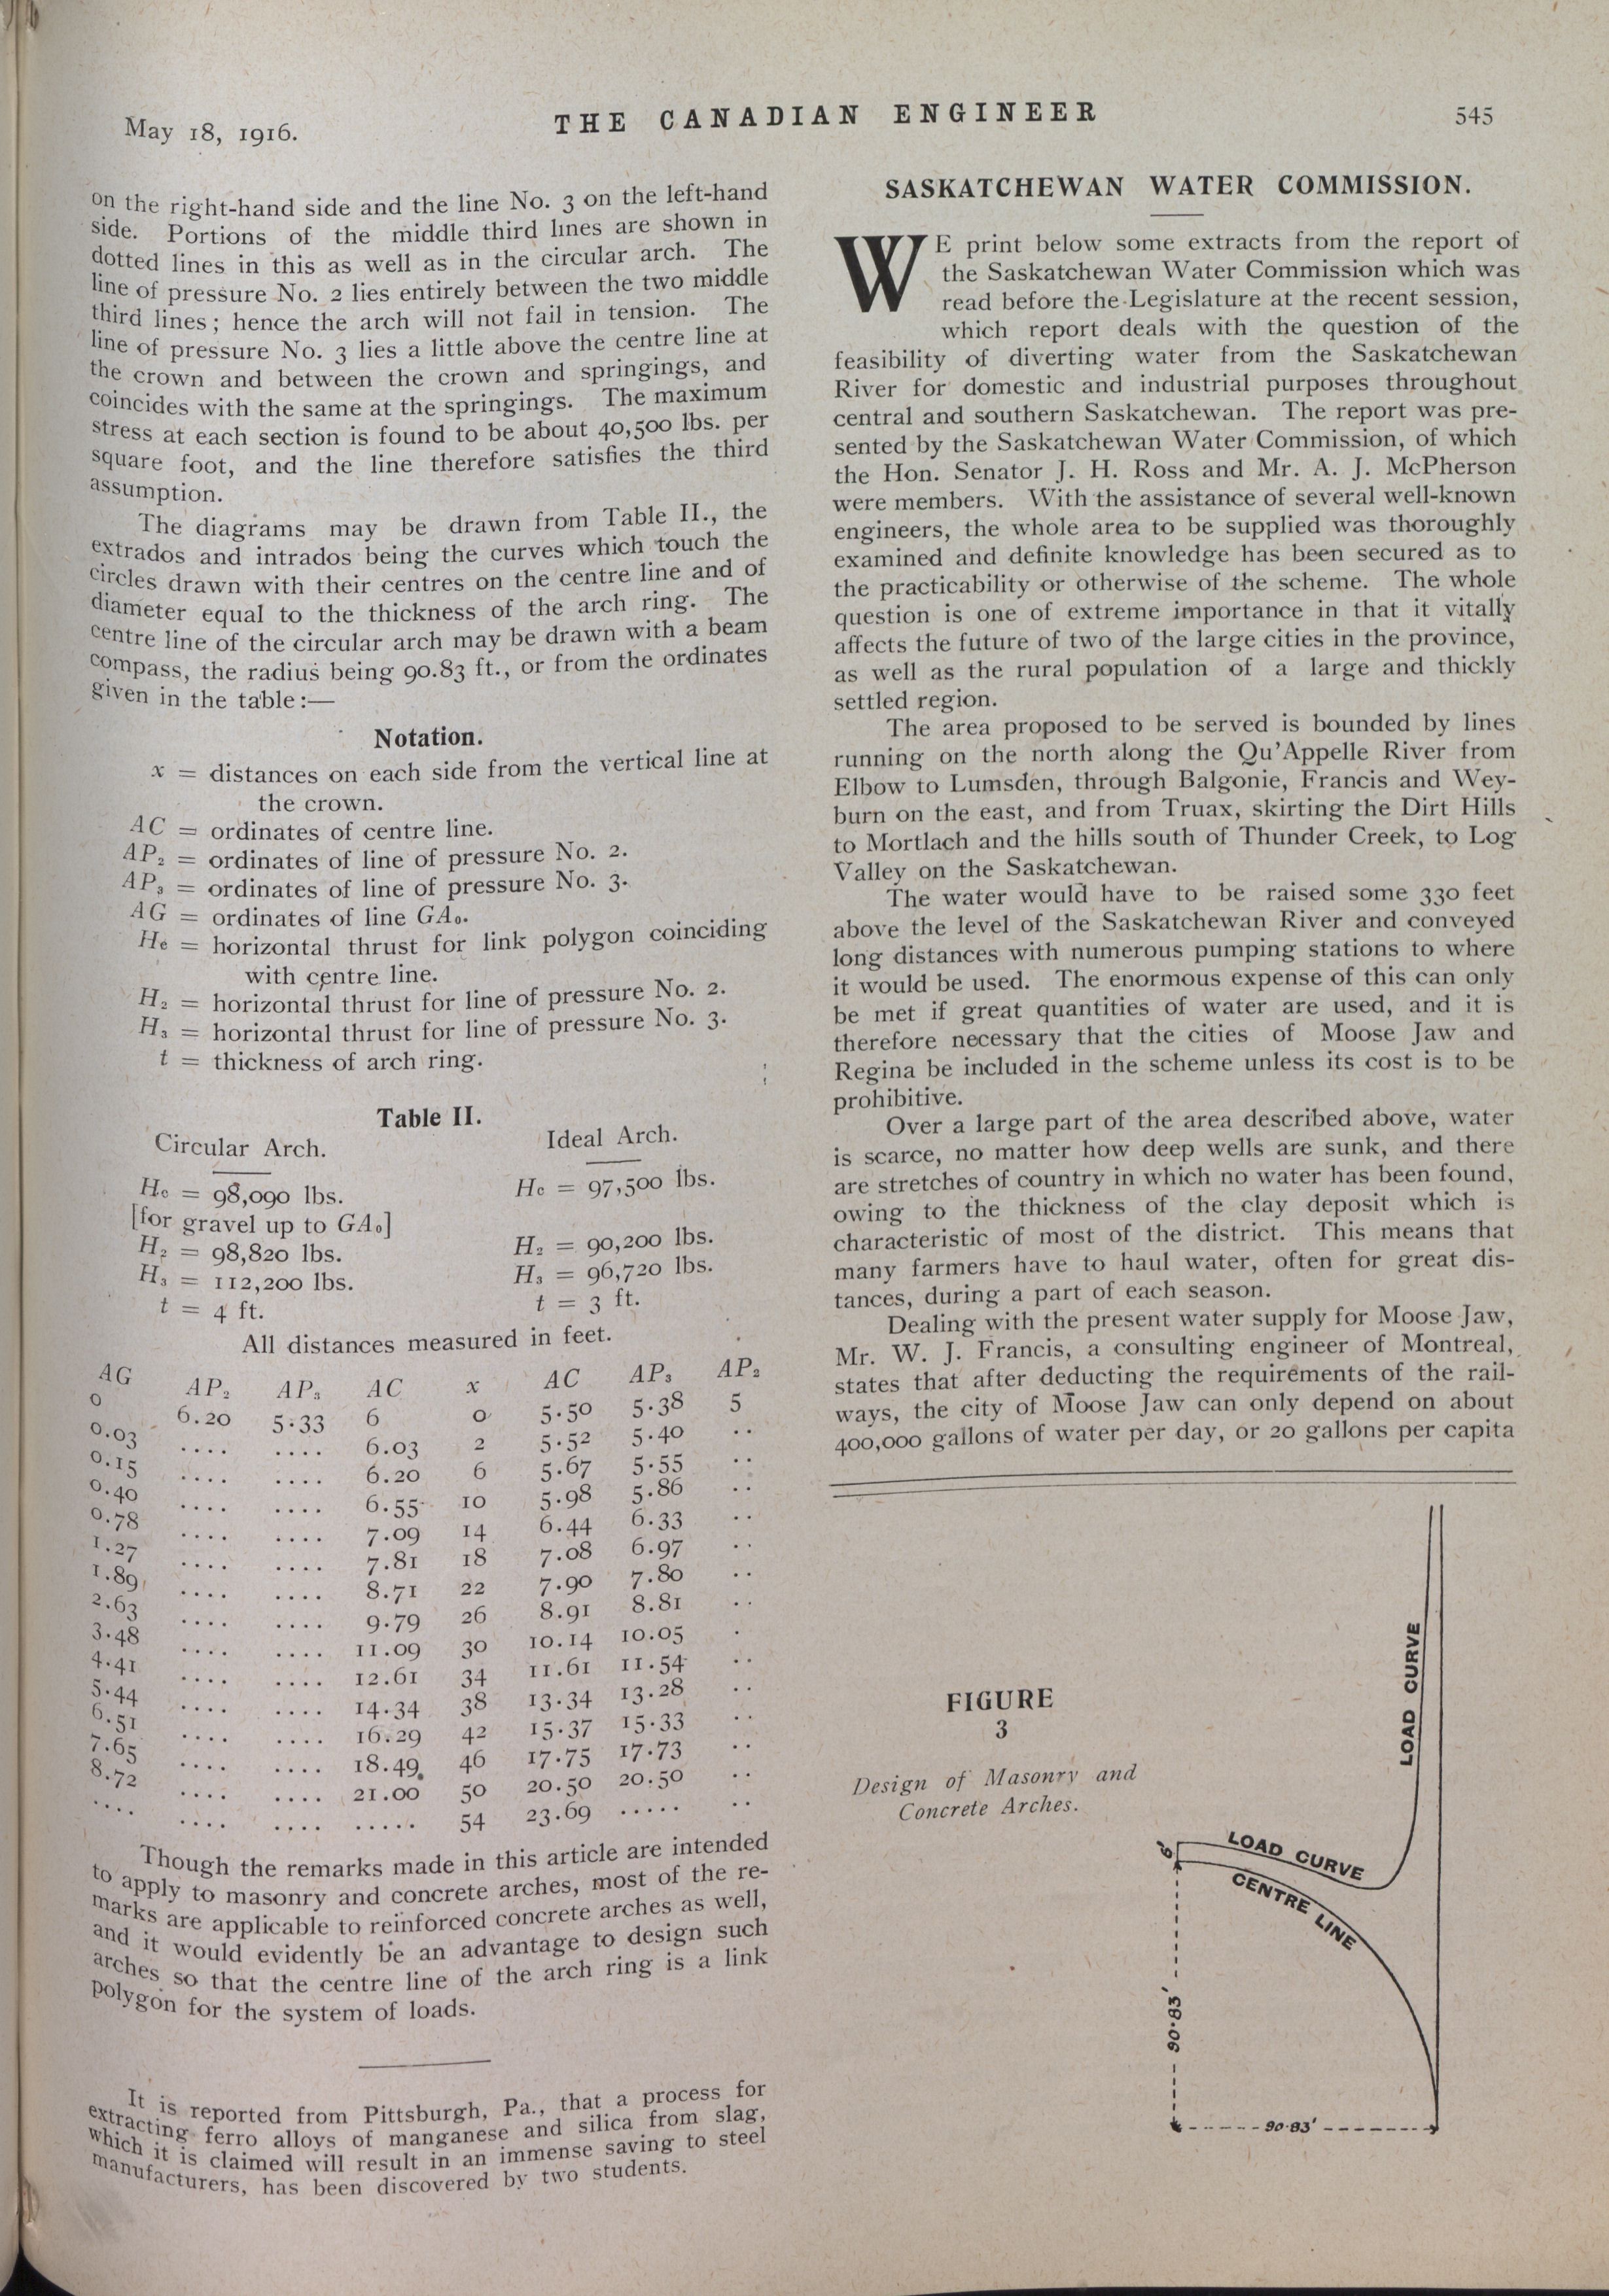 May 18, 1916.
THE CANADIAN ENGINEER
545
on the right-hand side and the line No. 3 on the left-hand
side. Portions of the middle third lines are shown in
dotted lines in this as well as in the circular arch. The
line of pressure No. 2 lies entirely between the two middle
third lines; hence the arch will not fail in tension. The
line of pressure No. 3 lies a little above the centre line at
the crown and between the crown and springings, and
coincides with the same at the springings. The maximum
stress at each section is found to be about 40,500 lbs. per
square foot, and the line therefore satisfies the third
assumption.
The diagrams may be drawn from Table II., the
extrados and intrados being the curves which touch the
circles drawn with their centres on the centre line and of
diameter equal to the thickness of the arch ring. The
centre line of the circular arch may be drawn with a beam
compass, the radius being 90.83 ft., or from the ordinates
given in the table:—
Notation.
x = distances on each side from the vertical line at
the crown.
AC = ordinates of centre line.
AP₂ = ordinates of line of pressure No. 2.
AP₃ = ordinates of line of pressure No. 3.
AG = ordinates of line GA₀.
Hc = horizontal thrust for link polygon coinciding
with centre line.
H₂ = horizontal thrust for line of pressure No. 2.
H₃ = horizontal thrust for line of pressure No. 3.
t = thickness of arch ring.
Table II.
Circular Arch. Ideal Arch.
Hc = 98,090 lbs. Hc = 97,500 lbs.
[for gravel up to GA₀]
H₂ = 98,820 lbs. H₂ = 90,200 lbs.
H₃ = 112,200 lbs. H₃ = 96,720 lbs.
t = 4 ft. t = 3 ft.
All distances measured in feet.
AG AP₂ AP₃ AC x AC AP₃ AP₂
0 6.20 5.33 6 0 5.50 5.38 5
0.03 .... .... 6.03 2 5.52 5.40 ..
0.15 .... .... 6.20 6 5.67 5.55 ..
0.40 .... .... 6.55 10 5.98 5.86 ..
0.78 .... .... 7.09 14 6.44 6.33 ..
1.27 .... .... 7.81 18 7.08 6.97 ..
1.89 .... .... 8.71 22 7.90 7.80 ..
2.63 .... .... 9.79 26 8.91 8.81 ..
3.48 .... .... 11.09 30 10.14 10.05 .
4.41 .... .... 12.61 34 11.61 11.54 ..
5.44 .... .... 14.34 38 13.34 13.28 ..
6.51 .... .... 16.29 42 15.37 15.33 ..
7.65 .... .... 18.49 46 17.75 17.73 ..
8.72 .... .... 21.00 50 20.50 20.50 ..
.... .... .... ..... 54 23.69 ..... ..
Though the remarks made in this article are intended
to apply to masonry and concrete arches, most of the re-
marks are applicable to reinforced concrete arches as well,
and it would evidently be an advantage to design such
arches so that the centre line of the arch ring is a link
polygon for the system of loads.
It is reported from Pittsburgh, Pa., that a process for
extracting ferro alloys of manganese and silica from slag,
which it is claimed will result in an immense saving to steel
manufacturers, has been discovered by two students.
SASKATCHEWAN WATER COMMISSION.
WE print below some extracts from the report of
the Saskatchewan Water Commission which was
read before the Legislature at the recent session,
which report deals with the question of the
feasibility of diverting water from the Saskatchewan
River for domestic and industrial purposes throughout
central and southern Saskatchewan. The report was pre-
sented by the Saskatchewan Water Commission, of which
the Hon. Senator J. H. Ross and Mr. A. J. McPherson
were members. With the assistance of several well-known
engineers, the whole area to be supplied was thoroughly
examined and definite knowledge has been secured as to
the practicability or otherwise of the scheme. The whole
question is one of extreme importance in that it vitally
affects the future of two of the large cities in the province,
as well as the rural population of a large and thickly
settled region.
The area proposed to be served is bounded by lines
running on the north along the Qu'Appelle River from
Elbow to Lumsden, through Balgonie, Francis and Wey-
burn on the east, and from Truax, skirting the Dirt Hills
to Mortlach and the hills south of Thunder Creek, to Log
Valley on the Saskatchewan.
The water would have to be raised some 330 feet
above the level of the Saskatchewan River and conveyed
long distances with numerous pumping stations to where
it would be used. The enormous expense of this can only
be met if great quantities of water are used, and it is
therefore necessary that the cities of Moose Jaw and
Regina be included in the scheme unless its cost is to be
prohibitive.
Over a large part of the area described above, water
is scarce, no matter how deep wells are sunk, and there
are stretches of country in which no water has been found,
owing to the thickness of the clay deposit which is
characteristic of most of the district. This means that
many farmers have to haul water, often for great dis-
tances, during a part of each season.
Dealing with the present water supply for Moose Jaw,
Mr. W. J. Francis, a consulting engineer of Montreal,
states that after deducting the requirements of the rail-
ways, the city of Moose Jaw can only depend on about
400,000 gallons of water per day, or 20 gallons per capita
FIGURE
3
Design of Masonry and
Concrete Arches.
LOAD CURVE
6'
LOAD CURVE
CENTRE LINE
90·83'
90·83'